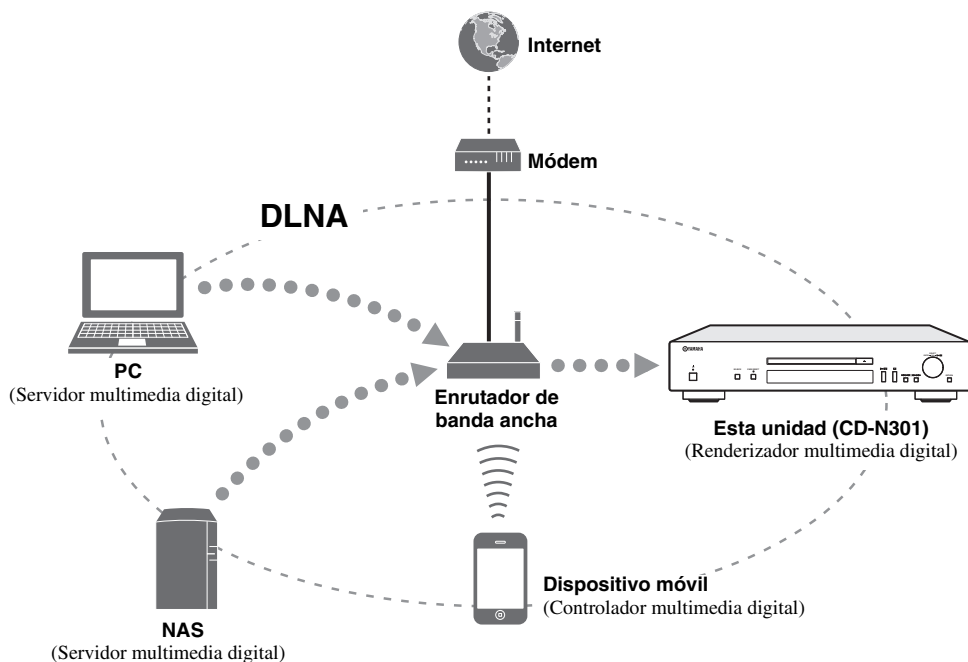 Internet
Módem
DLNA
YAMAHA
PC
(Servidor multimedia digital)
Enrutador de
banda ancha
Esta unidad (CD-N301)
(Renderizador multimedia digital)
Dispositivo móvil
(Controlador multimedia digital)
NAS
(Servidor multimedia digital)